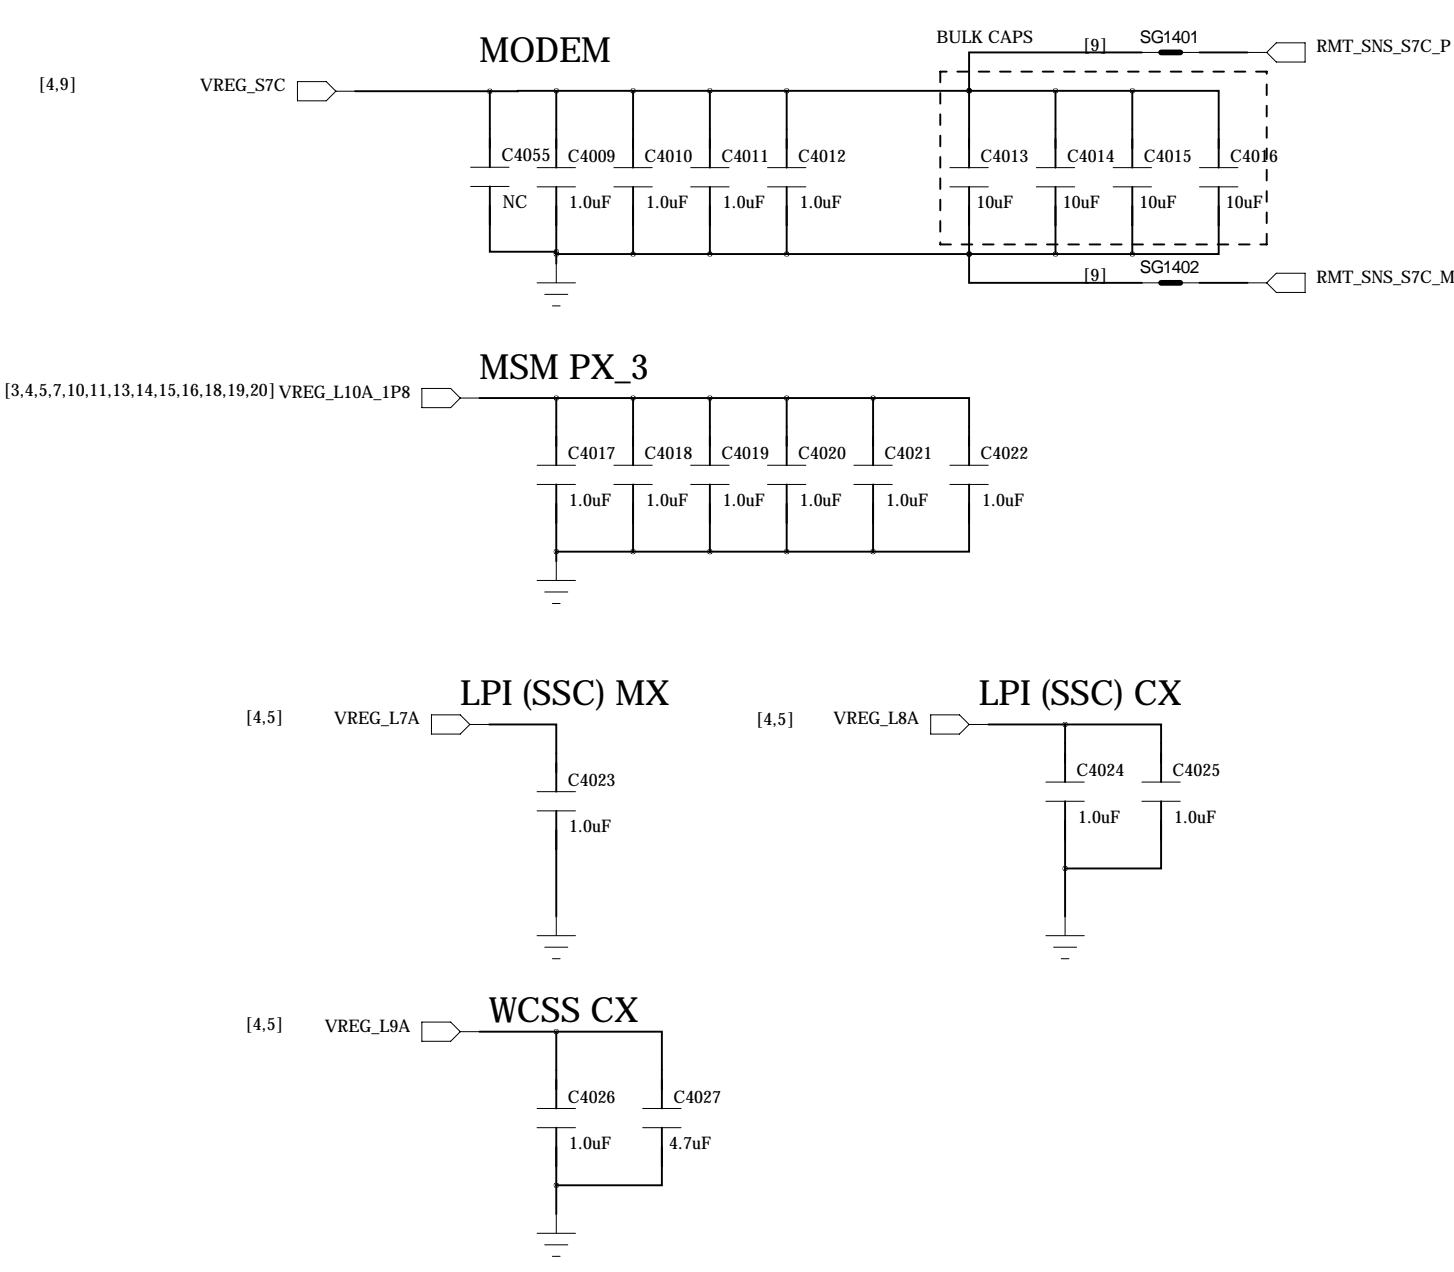 MODEM
BULK CAPS
[9]
SG1401
RMT_SNS_S7C_P
[4,9]
VREG_S7C
C4055
C4009
C4010
C4011
C4012
C4013
C4014
C4015
C4016
NC
1.0uF
1.0uF
1.0uF
1.0uF
10uF
10uF
10uF
10uF
[9]
SG1402
RMT_SNS_S7C_M
MSM PX_3
[3,4,5,7,10,11,13,14,15,16,18,19,20]
VREG_L10A_1P8
C4017
C4018
C4019
C4020
C4021
C4022
1.0uF
1.0uF
1.0uF
1.0uF
1.0uF
1.0uF
LPI (SSC) MX
[4,5]
VREG_L7A
C4023
1.0uF
LPI (SSC) CX
[4,5]
VREG_L8A
C4024
C4025
1.0uF
1.0uF
WCSS CX
[4,5]
VREG_L9A
C4026
C4027
1.0uF
4.7uF